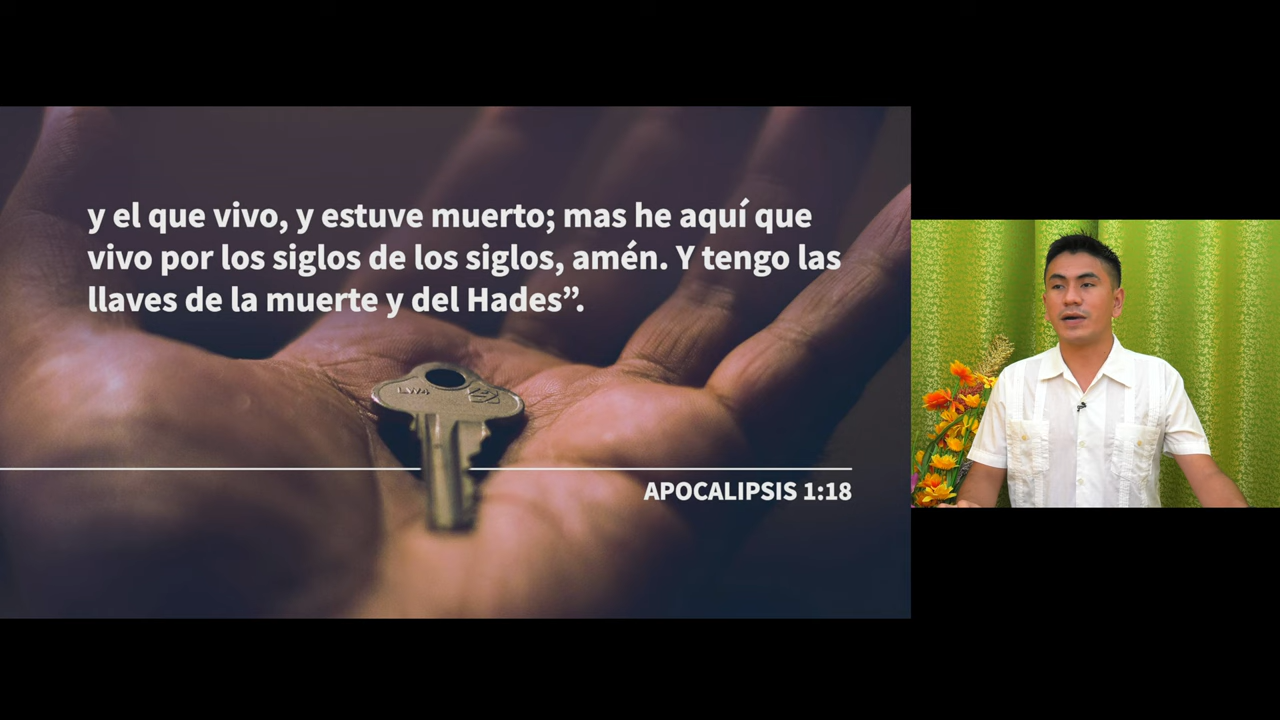 y el que vivo, y estuve muerto; mas he aquí que
vivo por los siglos de los siglos, amén. Y tengo las
llaves de la muerte y del Hades”.
APOCALIPSIS 1:18